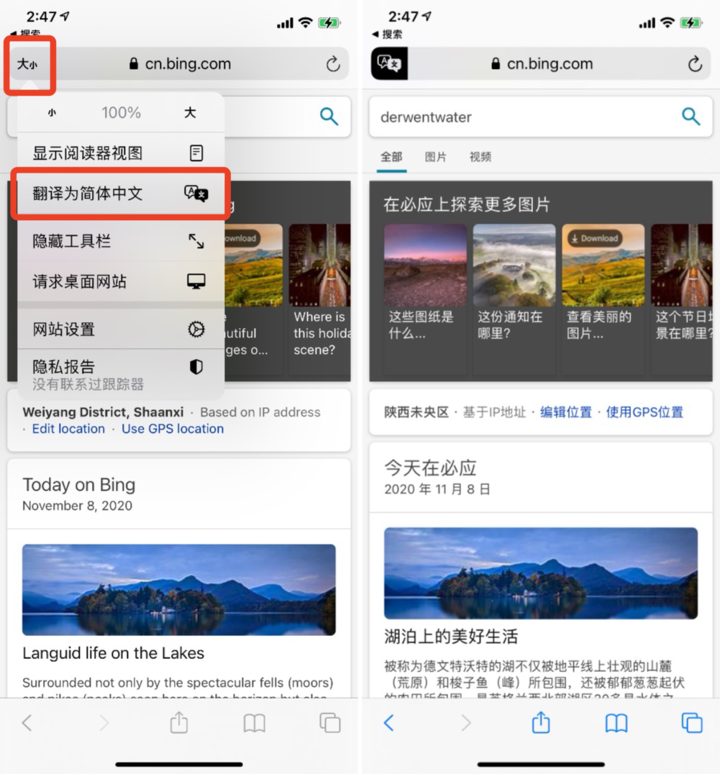 2:47
搜索
大小
cn.bing.com
小 100% 大
显示阅读器视图
翻译为简体中文
隐藏工具栏
请求桌面网站
网站设置
隐私报告
没有联系过跟踪器
Download
Where is
this holida
scene?
utiful
ges o...
Weiyang District, Shaanxi · Based on IP address
· Edit location · Use GPS location
Today on Bing
November 8, 2020
Languid life on the Lakes
Surrounded not only by the spectacular fells (moors)
and pikes (peaks) seen here on the horizon but also
2:47
搜索
cn.bing.com
derwentwater
全部 图片 视频
在必应上探索更多图片
Download
这些图纸是
什么...
这份通知在
哪里?
查看美丽的
图片...
这个节日场
景在哪里?
陕西未央区 · 基于IP地址 · 编辑位置 · 使用GPS位置
今天在必应
2020 年 11 月 8 日
湖泊上的美好生活
被称为德文特沃特的湖不仅被地平线上壮观的山麓
（荒原）和梭子鱼（峰）所包围，还被郁郁葱葱起伏